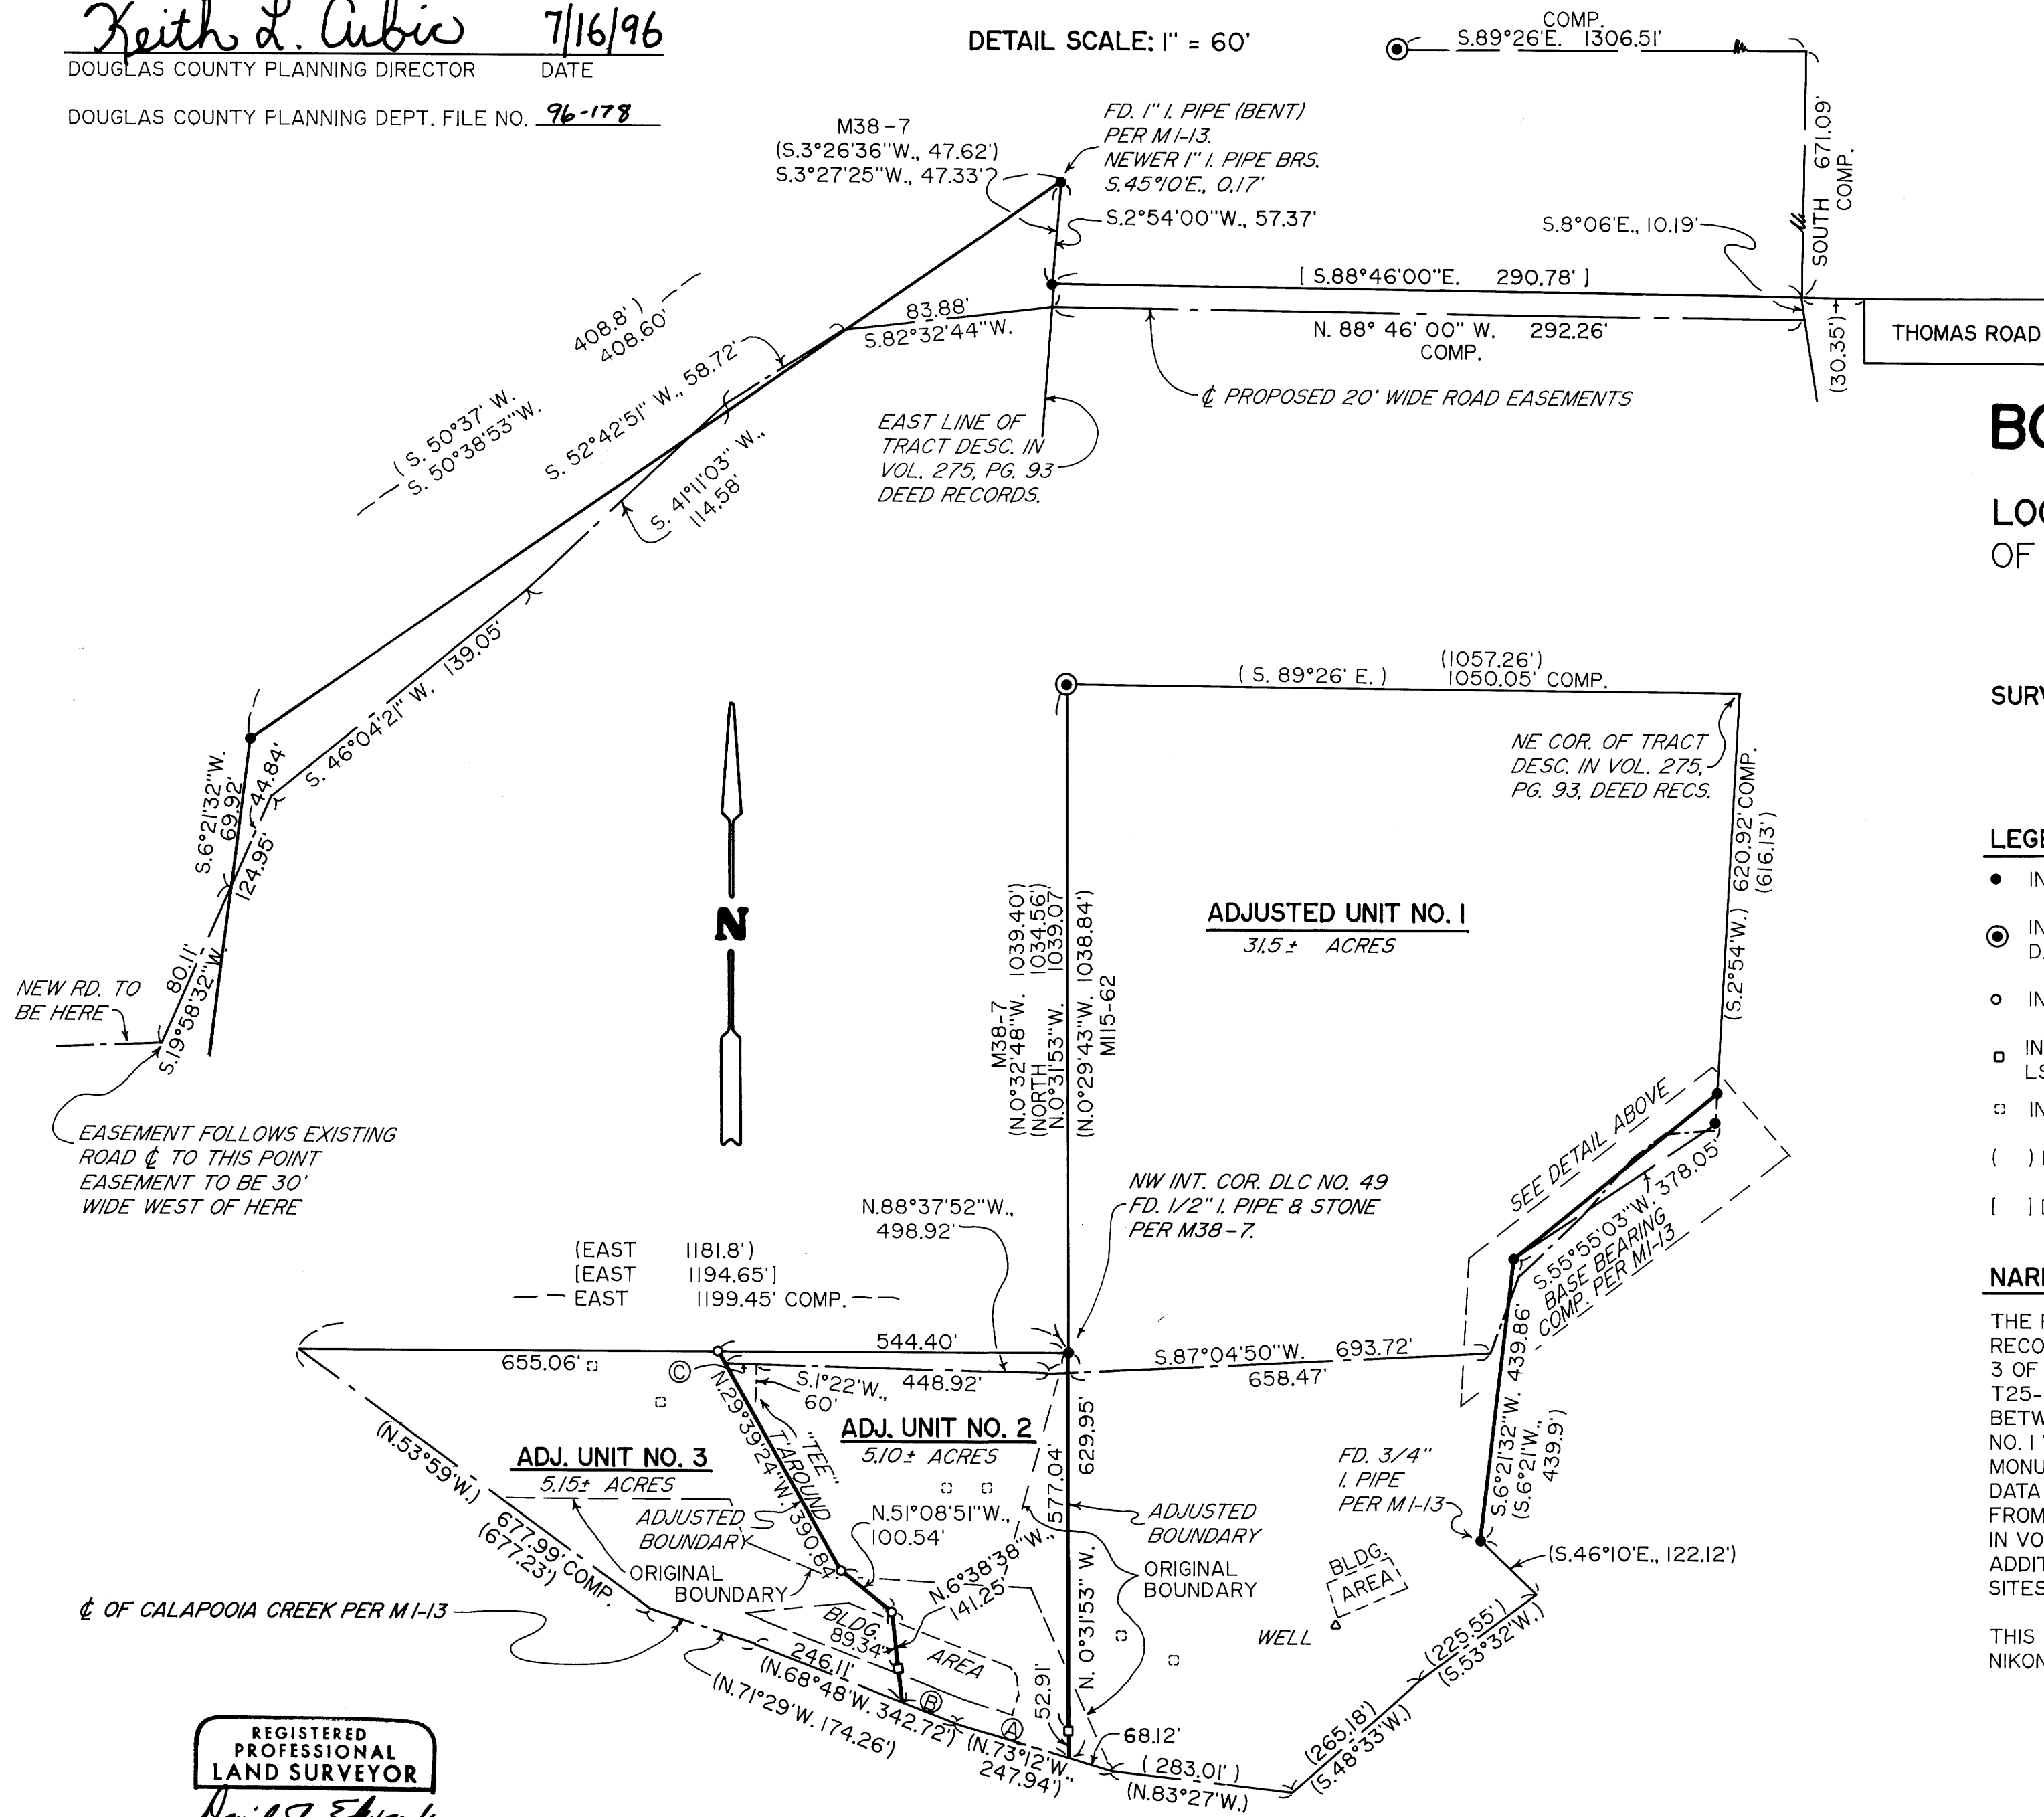 Keith L. Cubic 7/16/96
DOUGLAS COUNTY PLANNING DIRECTOR DATE
DOUGLAS COUNTY PLANNING DEPT. FILE NO. 96-178
DETAIL SCALE: 1" = 60'
COMP.
S.89°26'E. 1306.51'
SOUTH 671.09'
COMP.
M38-7
(S.3°26'36"W., 47.62')
S.3°27'25"W., 47.33'
FD. 1" I. PIPE (BENT)
PER M1-13.
NEWER 1" I. PIPE BRS.
S.45°10'E., 0.17'
S.2°54'00"W., 57.37'
S.8°06'E., 10.19'
[ S.88°46'00"E. 290.78' ]
N. 88° 46' 00" W. 292.26'
COMP.
(30.35')
THOMAS ROAD
83.88'
S.82°32'44"W.
℄ PROPOSED 20' WIDE ROAD EASEMENTS
EAST LINE OF
TRACT DESC. IN
VOL. 275, PG. 93
DEED RECORDS.
( S. 50°37' W. 408.8')
S. 50°38'53"W. 408.60'
S. 52°42'51" W., 58.72'
S. 41°11'03" W.,
114.58'
S. 46°04'21" W. 139.05'
S.6°21'32"W.
69.92'
44.84'
124.95'
80.11'
S.19°58'32"W.
NEW RD. TO
BE HERE
EASEMENT FOLLOWS EXISTING
ROAD ℄ TO THIS POINT
EASEMENT TO BE 30'
WIDE WEST OF HERE
N
BO
LOC
OF
SURV
LEGE
IN
IN
D.
IN
IN
LS
IN
( )
[ ]
NARR
THE P
RECO
3 OF
T25-
BETW
NO. 1
MONU
DATA
FROM
IN VO
ADDIT
SITES
THIS
NIKON
( S. 89°26' E. ) (1057.26')
1050.05' COMP.
NE COR. OF TRACT
DESC. IN VOL. 275,
PG. 93, DEED RECS.
(S.2°54'W.) 620.92' COMP.
(616.13')
ADJUSTED UNIT NO. 1
31.5 ± ACRES
M38-7
(N.0°32'48"W. 1039.40')
(NORTH 1034.56')
N.0°31'53"W. 1039.07'
(N.0°29'43"W. 1038.84')
M115-62
SEE DETAIL ABOVE
S.55°55'03"W. 378.05'
BASE BEARING
COMP. PER M1-13
NW INT. COR. DLC NO. 49
FD. 1/2" I. PIPE & STONE
PER M38-7.
N.88°37'52"W.,
498.92'
(EAST 1181.8')
[EAST 1194.65']
EAST 1199.45' COMP.
544.40'
655.06'
C
448.92'
S.87°04'50"W. 693.72'
658.47'
S.1°22'W.,
60'
"TEE"
T'AROUND
N.29°39'24"W. 390.84'
ADJ. UNIT NO. 2
5.10± ACRES
ADJ. UNIT NO. 3
5.15± ACRES
ADJUSTED
BOUNDARY
ORIGINAL
BOUNDARY
N.51°08'51"W.,
100.54'
N.6°38'38"W.,
141.25'
89.34'
BLDG.
AREA
577.04'
629.95'
N. 0°31'53" W.
52.91'
ADJUSTED
BOUNDARY
ORIGINAL
BOUNDARY
S.6°21'32"W. 439.86'
(S.6°21'W.,
439.9')
FD. 3/4"
I. PIPE
PER M1-13
(S.46°10'E., 122.12')
BLDG.
AREA
WELL
(225.55')
(S.53°32'W.)
(265.18')
(S.48°33'W.)
68.12'
( 283.01' )
(N.83°27'W.)
A
B
(N.73°12'W.,
247.94')
246.11'
(N.68°48'W. 342.72')
(N.71°29'W. 174.26')
(N.53°59'W.)
677.99' COMP.
(677.23')
℄ OF CALAPOOIA CREEK PER M1-13
REGISTERED
PROFESSIONAL
LAND SURVEYOR